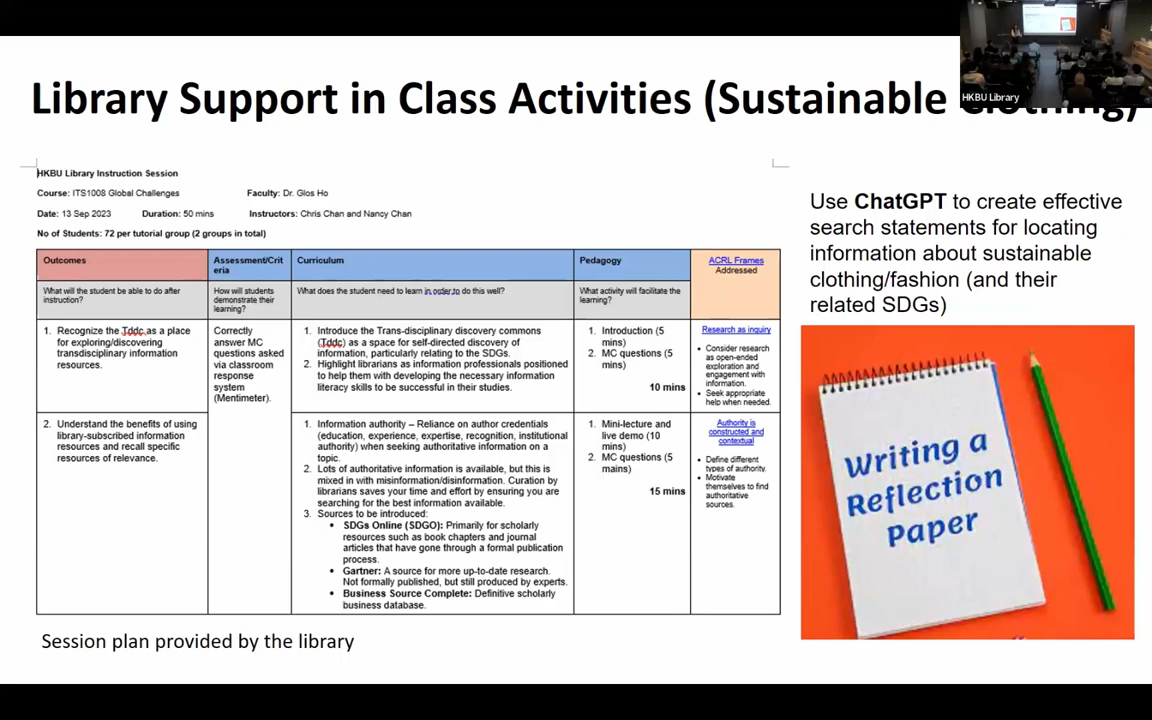 Library Support in Class Activities (Sustainable Clothing)
HKBU Library
HKBU Library Instruction Session
Course: ITS1008 Global Challenges
Faculty: Dr. Glos Ho
Date: 13 Sep 2023
Duration: 50 mins
Instructors: Chris Chan and Nancy Chan
No of Students: 72 per tutorial group (2 groups in total)
Outcomes
Assessment/Crit
eria
Curriculum
Pedagogy
ACRL Frames
Addressed
What will the student be able to do after
instruction?
How will students
demonstrate their
learning?
What does the student need to learn in order to do this well?
What activity will facilitate the
learning?
1. Recognize the Tddc as a place
for exploring/discovering
transdisciplinary information
resources.
Correctly
answer MC
questions asked
via classroom
response
system
(Mentimeter).
1. Introduce the Trans-disciplinary discovery commons
(Tddc) as a space for self-directed discovery of
information, particularly relating to the SDGs.
2. Highlight librarians as information professionals positioned
to help them with developing the necessary information
literacy skills to be successful in their studies.
1. Introduction (5
mins)
2. MC questions (5
mins)
10 mins
Research as inquiry
• Consider research
as open-ended
exploration and
engagement with
information.
• Seek appropriate
help when needed.
2. Understand the benefits of using
library-subscribed information
resources and recall specific
resources of relevance.
1. Information authority – Reliance on author credentials
(education, experience, expertise, recognition, institutional
authority) when seeking authoritative information on a
topic.
2. Lots of authoritative information is available, but this is
mixed in with misinformation/disinformation. Curation by
librarians saves your time and effort by ensuring you are
searching for the best information available.
3. Sources to be introduced:
• SDGs Online (SDGO): Primarily for scholarly
resources such as book chapters and journal
articles that have gone through a formal publication
process.
• Gartner: A source for more up-to-date research.
Not formally published, but still produced by experts.
• Business Source Complete: Definitive scholarly
business database.
1. Mini-lecture and
live demo (10
mins)
2. MC questions (5
mains)
15 mins
Authority is
constructed and
contextual
• Define different
types of authority.
• Motivate
themselves to find
authoritative
sources.
Session plan provided by the library
Use ChatGPT to create effective
search statements for locating
information about sustainable
clothing/fashion (and their
related SDGs)
Writing a
Reflection
Paper